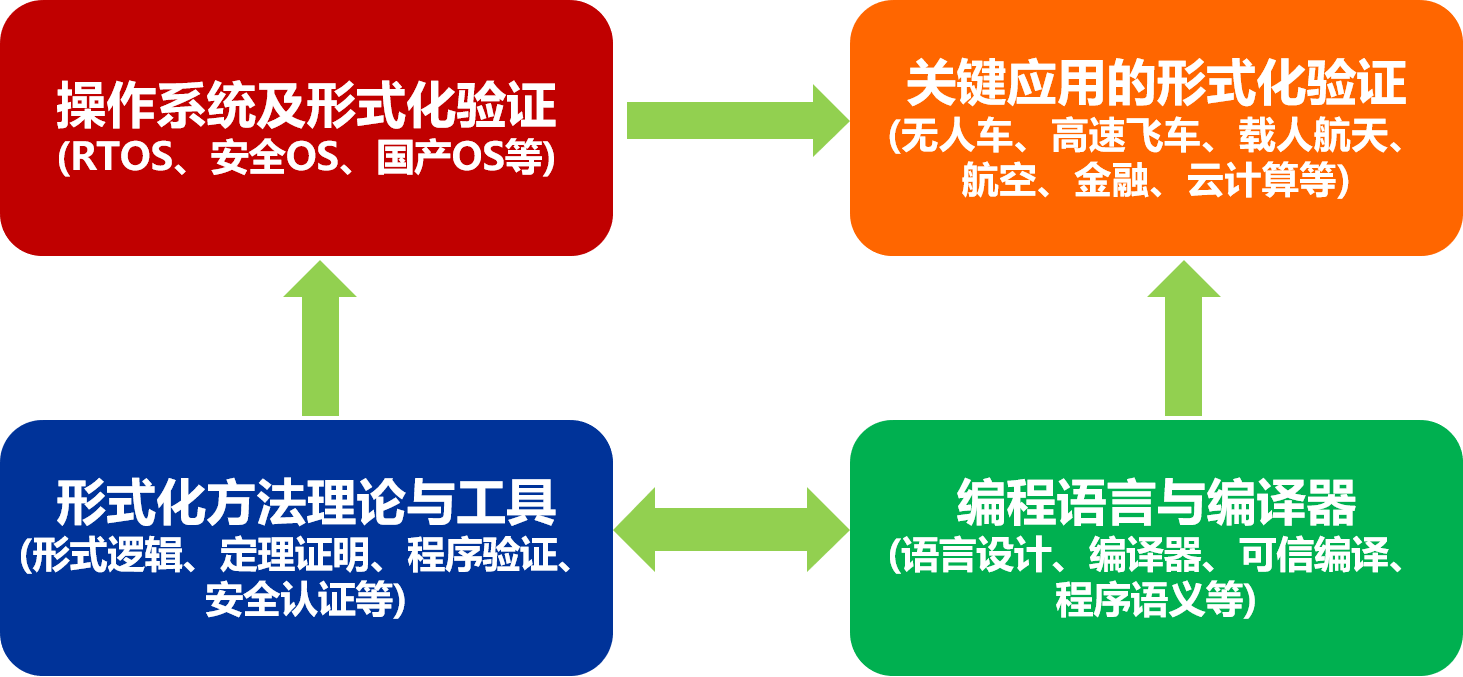 操作系统及形式化验证
(RTOS、安全OS、国产OS等)
关键应用的形式化验证
(无人车、高速飞车、载人航天、
航空、金融、云计算等)
形式化方法理论与工具
(形式逻辑、定理证明、程序验证、
安全认证等)
编程语言与编译器
(语言设计、编译器、可信编译、
程序语义等)